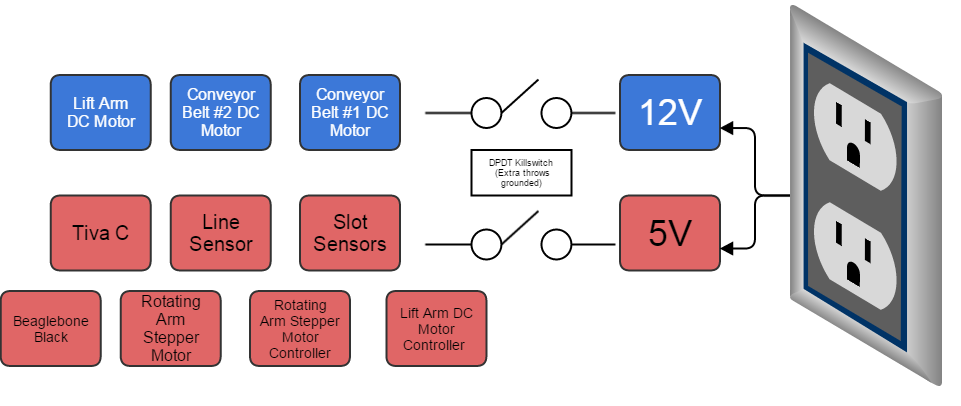 Lift Arm
DC Motor
Conveyor
Belt #2 DC
Motor
Conveyor
Belt #1 DC
Motor
12V
DPDT Killswitch
(Extra throws
grounded)
Tiva C
Line
Sensor
Slot
Sensors
5V
Beaglebone
Black
Rotating
Arm
Stepper
Motor
Rotating
Arm Stepper
Motor
Controller
Lift Arm DC
Motor
Controller